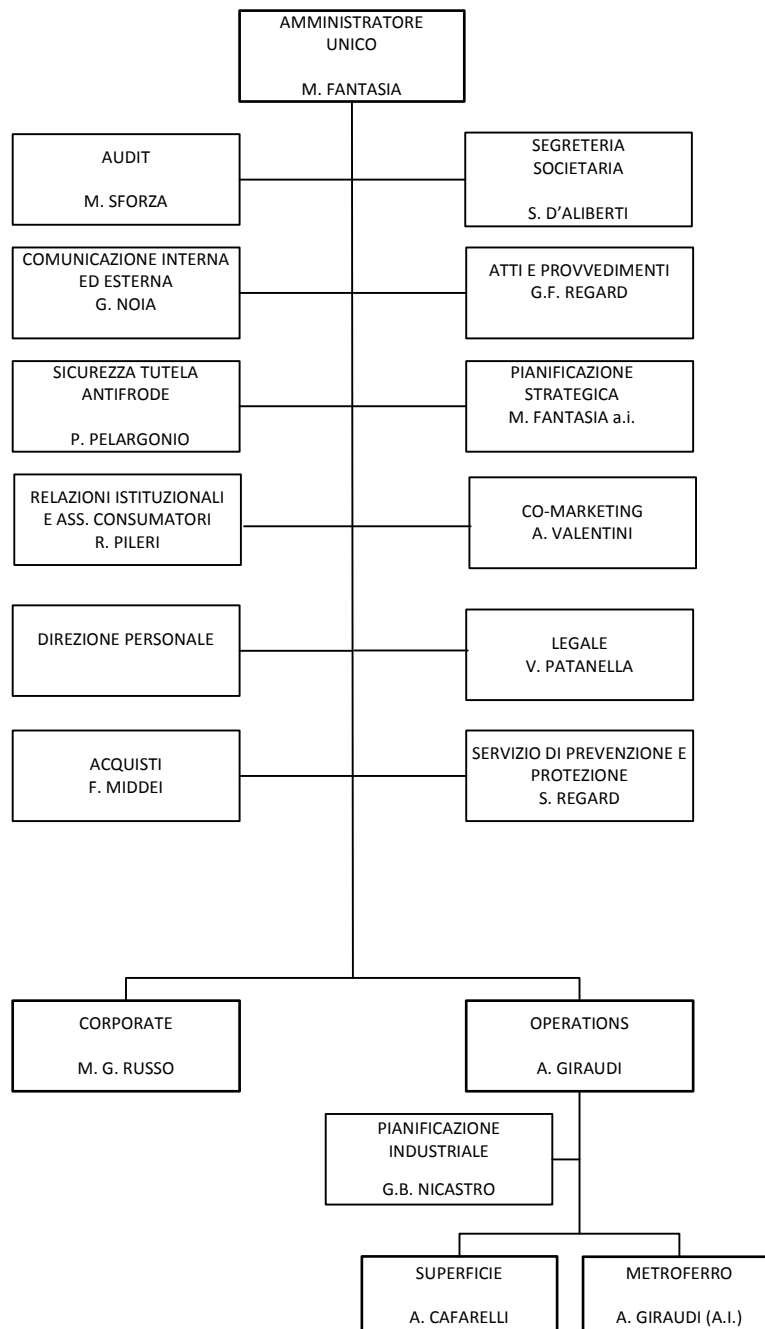 AMMINISTRATORE
UNICO
M. FANTASIA
AUDIT
M. SFORZA
SEGRETERIA
SOCIETARIA
S. D’ALIBERTI
COMUNICAZIONE INTERNA
ED ESTERNA
G. NOIA
ATTI E PROVVEDIMENTI
G.F. REGARD
SICUREZZA TUTELA
ANTIFRODE
P. PELARGONIO
PIANIFICAZIONE
STRATEGICA
M. FANTASIA a.i.
RELAZIONI ISTITUZIONALI
E ASS. CONSUMATORI
R. PILERI
CO-MARKETING
A. VALENTINI
DIREZIONE PERSONALE
LEGALE
V. PATANELLA
ACQUISTI
F. MIDDEI
SERVIZIO DI PREVENZIONE E
PROTEZIONE
S. REGARD
CORPORATE
M. G. RUSSO
OPERATIONS
A. GIRAUDI
PIANIFICAZIONE
INDUSTRIALE
G.B. NICASTRO
SUPERFICIE
A. CAFARELLI
METROFERRO
A. GIRAUDI (A.I.)